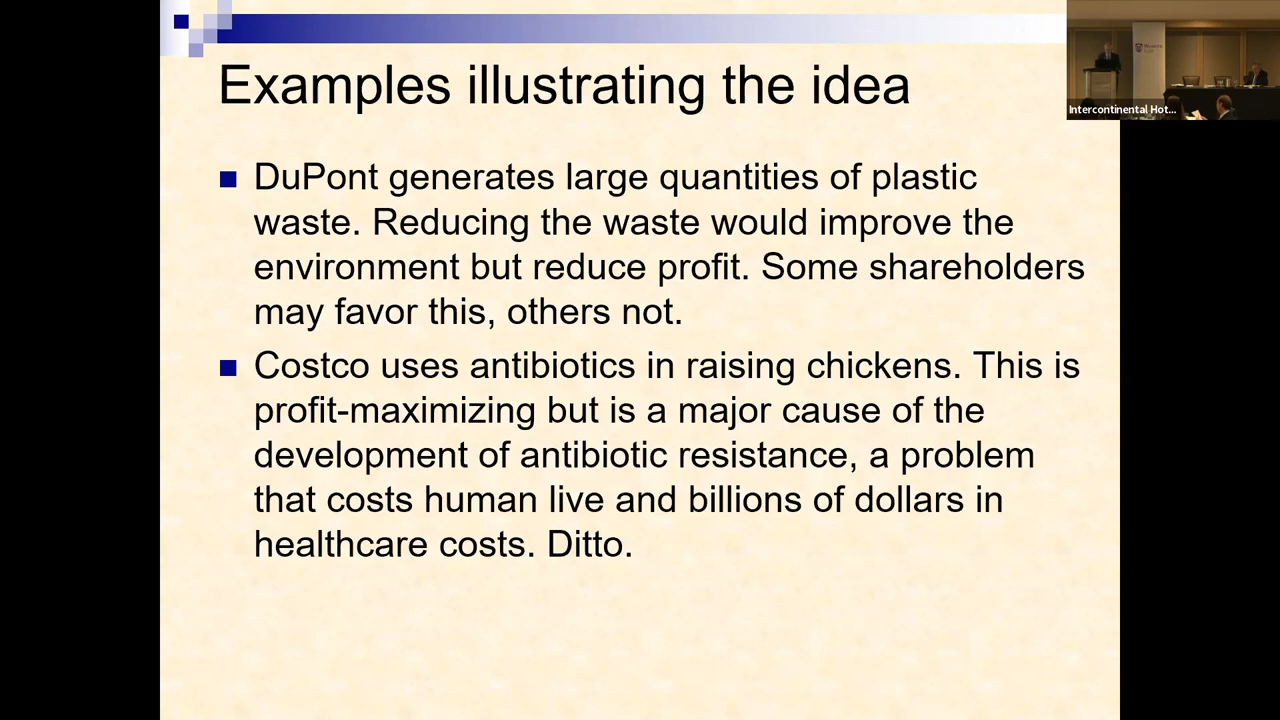 Examples illustrating the idea
DuPont generates large quantities of plastic
waste. Reducing the waste would improve the
environment but reduce profit. Some shareholders
may favor this, others not.
Costco uses antibiotics in raising chickens. This is
profit-maximizing but is a major cause of the
development of antibiotic resistance, a problem
that costs human live and billions of dollars in
healthcare costs. Ditto.
Intercontinental Hot...